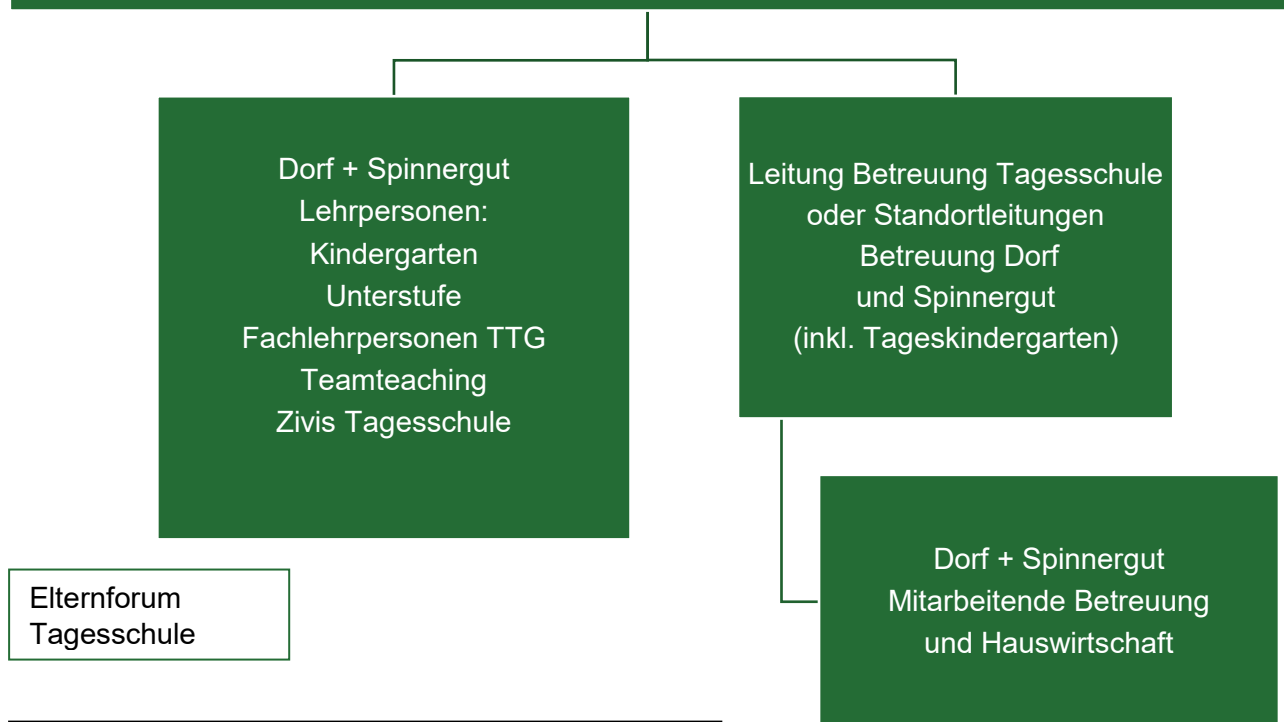 Dorf + Spinnergut
Lehrpersonen:
Kindergarten
Unterstufe
Fachlehrpersonen TTG
Teamteaching
Zivis Tagesschule
Leitung Betreuung Tagesschule
oder Standortleitungen
Betreuung Dorf
und Spinnergut
(inkl. Tageskindergarten)
Dorf + Spinnergut
Mitarbeitende Betreuung
und Hauswirtschaft
Elternforum
Tagesschule